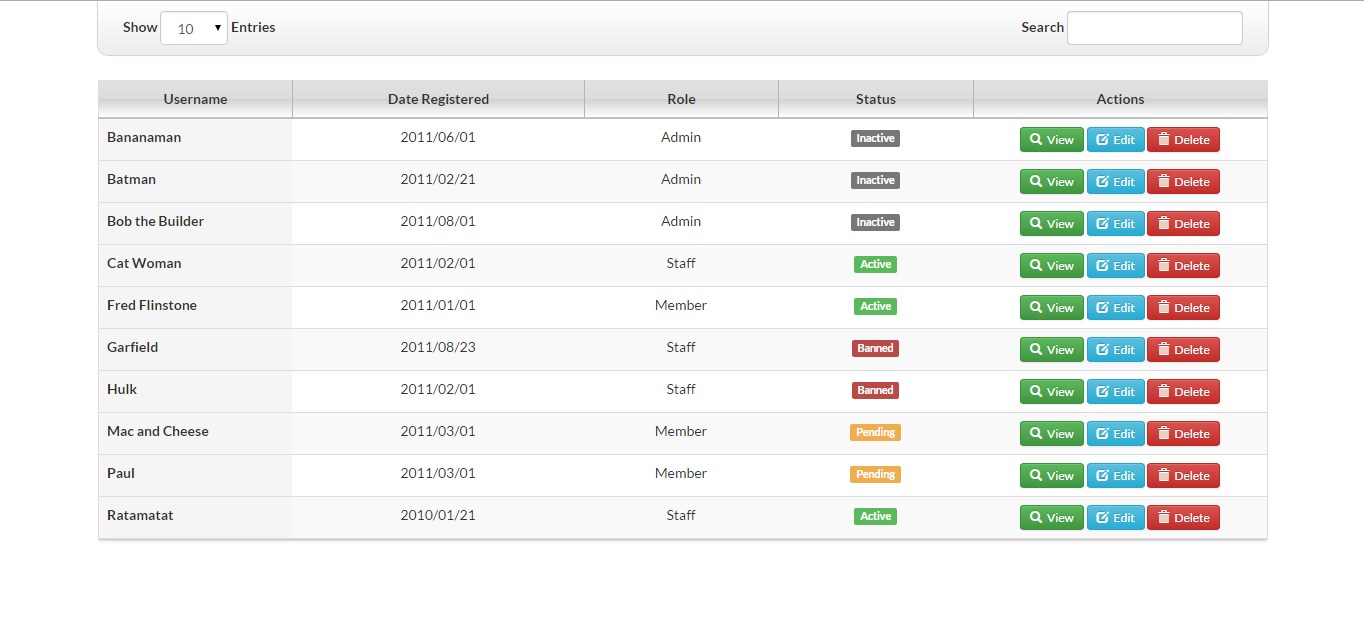 Show 10 Entries Search
Username Date Registered Role Status Actions
Bananaman 2011/06/01 Admin Inactive View Edit Delete
Batman 2011/02/21 Admin Inactive View Edit Delete
Bob the Builder 2011/08/01 Admin Inactive View Edit Delete
Cat Woman 2011/02/01 Staff Active View Edit Delete
Fred Flinstone 2011/01/01 Member Active View Edit Delete
Garfield 2011/08/23 Staff Banned View Edit Delete
Hulk 2011/02/01 Staff Banned View Edit Delete
Mac and Cheese 2011/03/01 Member Pending View Edit Delete
Paul 2011/03/01 Member Pending View Edit Delete
Ratamatat 2010/01/21 Staff Active View Edit Delete